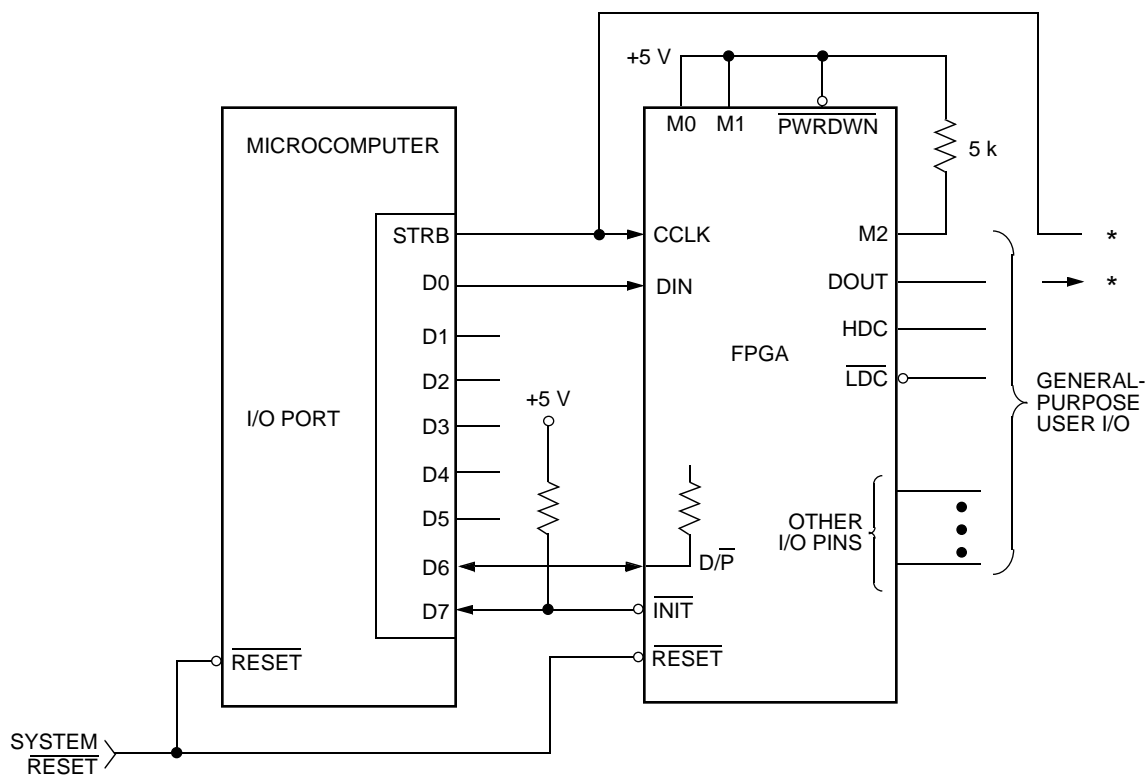 +5 V
M0 M1 PWRDWN
MICROCOMPUTER
5 k
STRB
CCLK
M2
*
D0
DIN
DOUT
*
D1
HDC
D2
FPGA
LDC
I/O PORT
D3
+5 V
GENERAL-
PURPOSE
USER I/O
D4
D5
OTHER
I/O PINS
D6
D/P
D7
INIT
RESET
RESET
SYSTEM
RESET